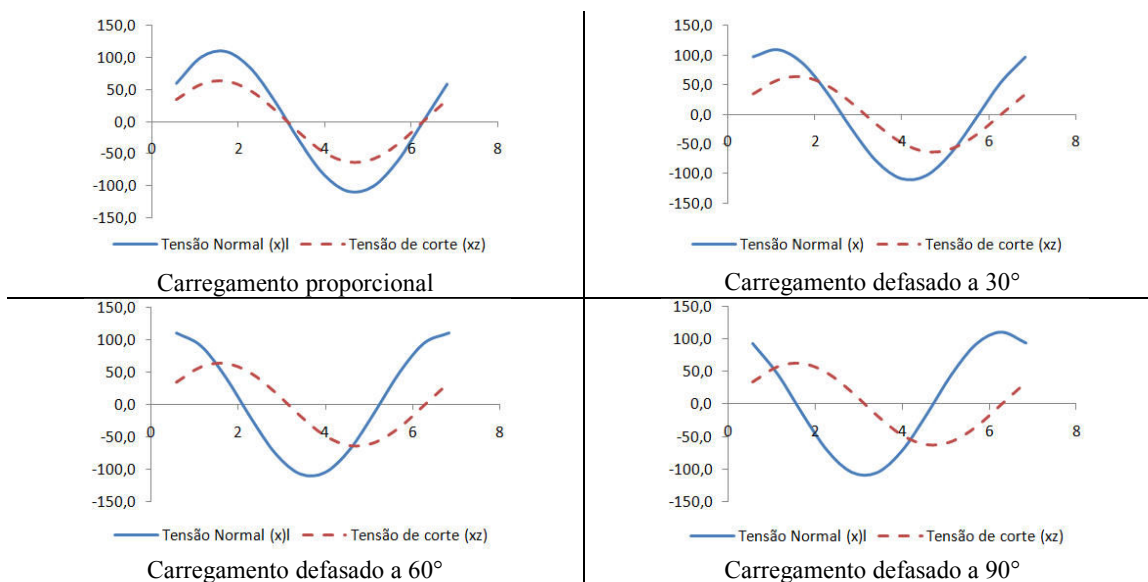 150,0
100,0
50,0
0,0
-50,0
-100,0
-150,0
0 2 4 6 8
Tensão Normal (x)l Tensão de corte (xz)
Carregamento proporcional
150,0
100,0
50,0
0,0
-50,0
-100,0
-150,0
0 2 4 6 8
Tensão Normal (x) Tensão de corte (xz)
Carregamento defasado a 30°
150,0
100,0
50,0
0,0
-50,0
-100,0
-150,0
0 2 4 6 8
Tensão Normal (x)l Tensão de corte (xz)
Carregamento defasado a 60°
150,0
100,0
50,0
0,0
-50,0
-100,0
-150,0
0 2 4 6 8
Tensão Normal (x)l Tensão de corte (xz)
Carregamento defasado a 90°